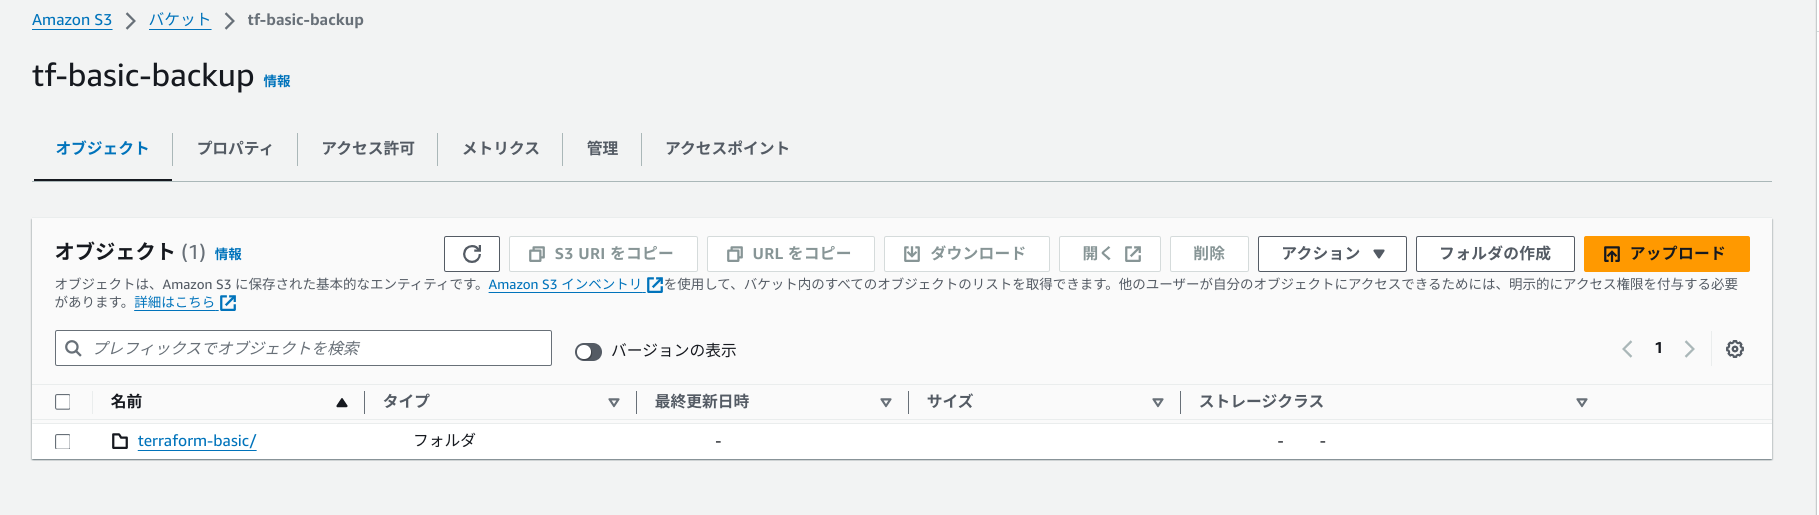 Amazon S3 > バケット > tf-basic-backup
tf-basic-backup 情報
オブジェクト プロパティ アクセス許可 メトリクス 管理 アクセスポイント
オブジェクト (1) 情報 S3 URI をコピー URL をコピー ダウンロード 開く 削除 アクション フォルダの作成 アップロード
オブジェクトは、Amazon S3 に保存された基本的なエンティティです。Amazon S3 インベントリ を使用して、バケット内のすべてのオブジェクトのリストを取得できます。他のユーザーが自分のオブジェクトにアクセスできるためには、明示的にアクセス権限を付与する必要
があります。詳細はこちら
プレフィックスでオブジェクトを検索 バージョンの表示 1
名前 タイプ 最終更新日時 サイズ ストレージクラス
terraform-basic/ フォルダ - - -